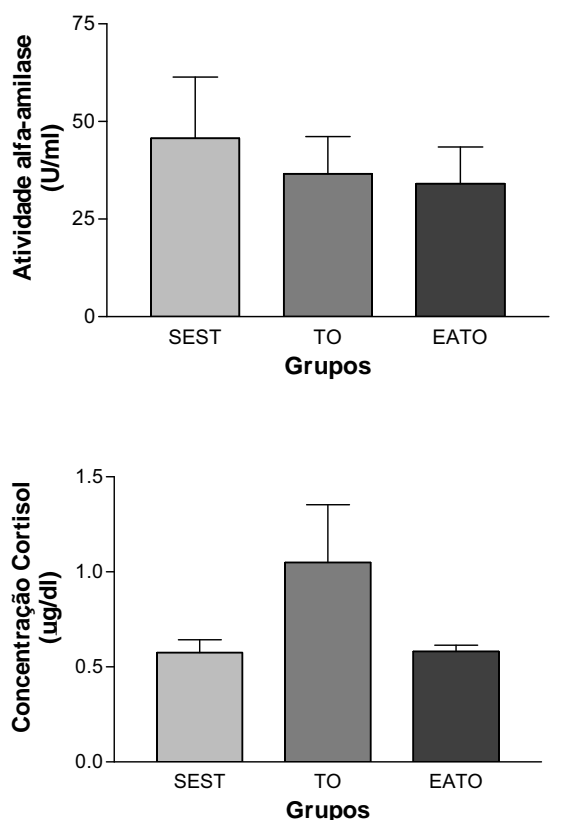 Atividade alfa-amilase
(U/ml)
75
50
25
0
SEST TO EATO
Grupos
Concentração Cortisol
(ug/dl)
1.5
1.0
0.5
0.0
SEST TO EATO
Grupos